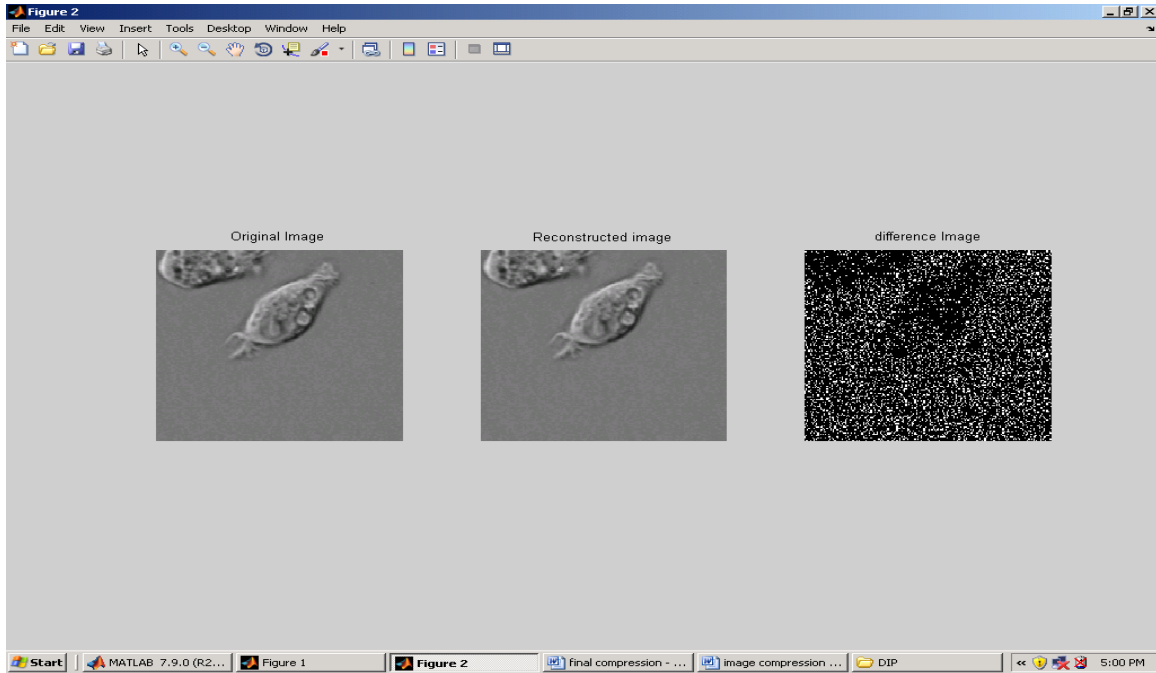 Figure 2
File Edit View Insert Tools Desktop Window Help
Original Image Reconstructed image difference Image
Start MATLAB 7.9.0 (R2... Figure 1 Figure 2 final compression - ... image compression ... DIP « 5:00 PM